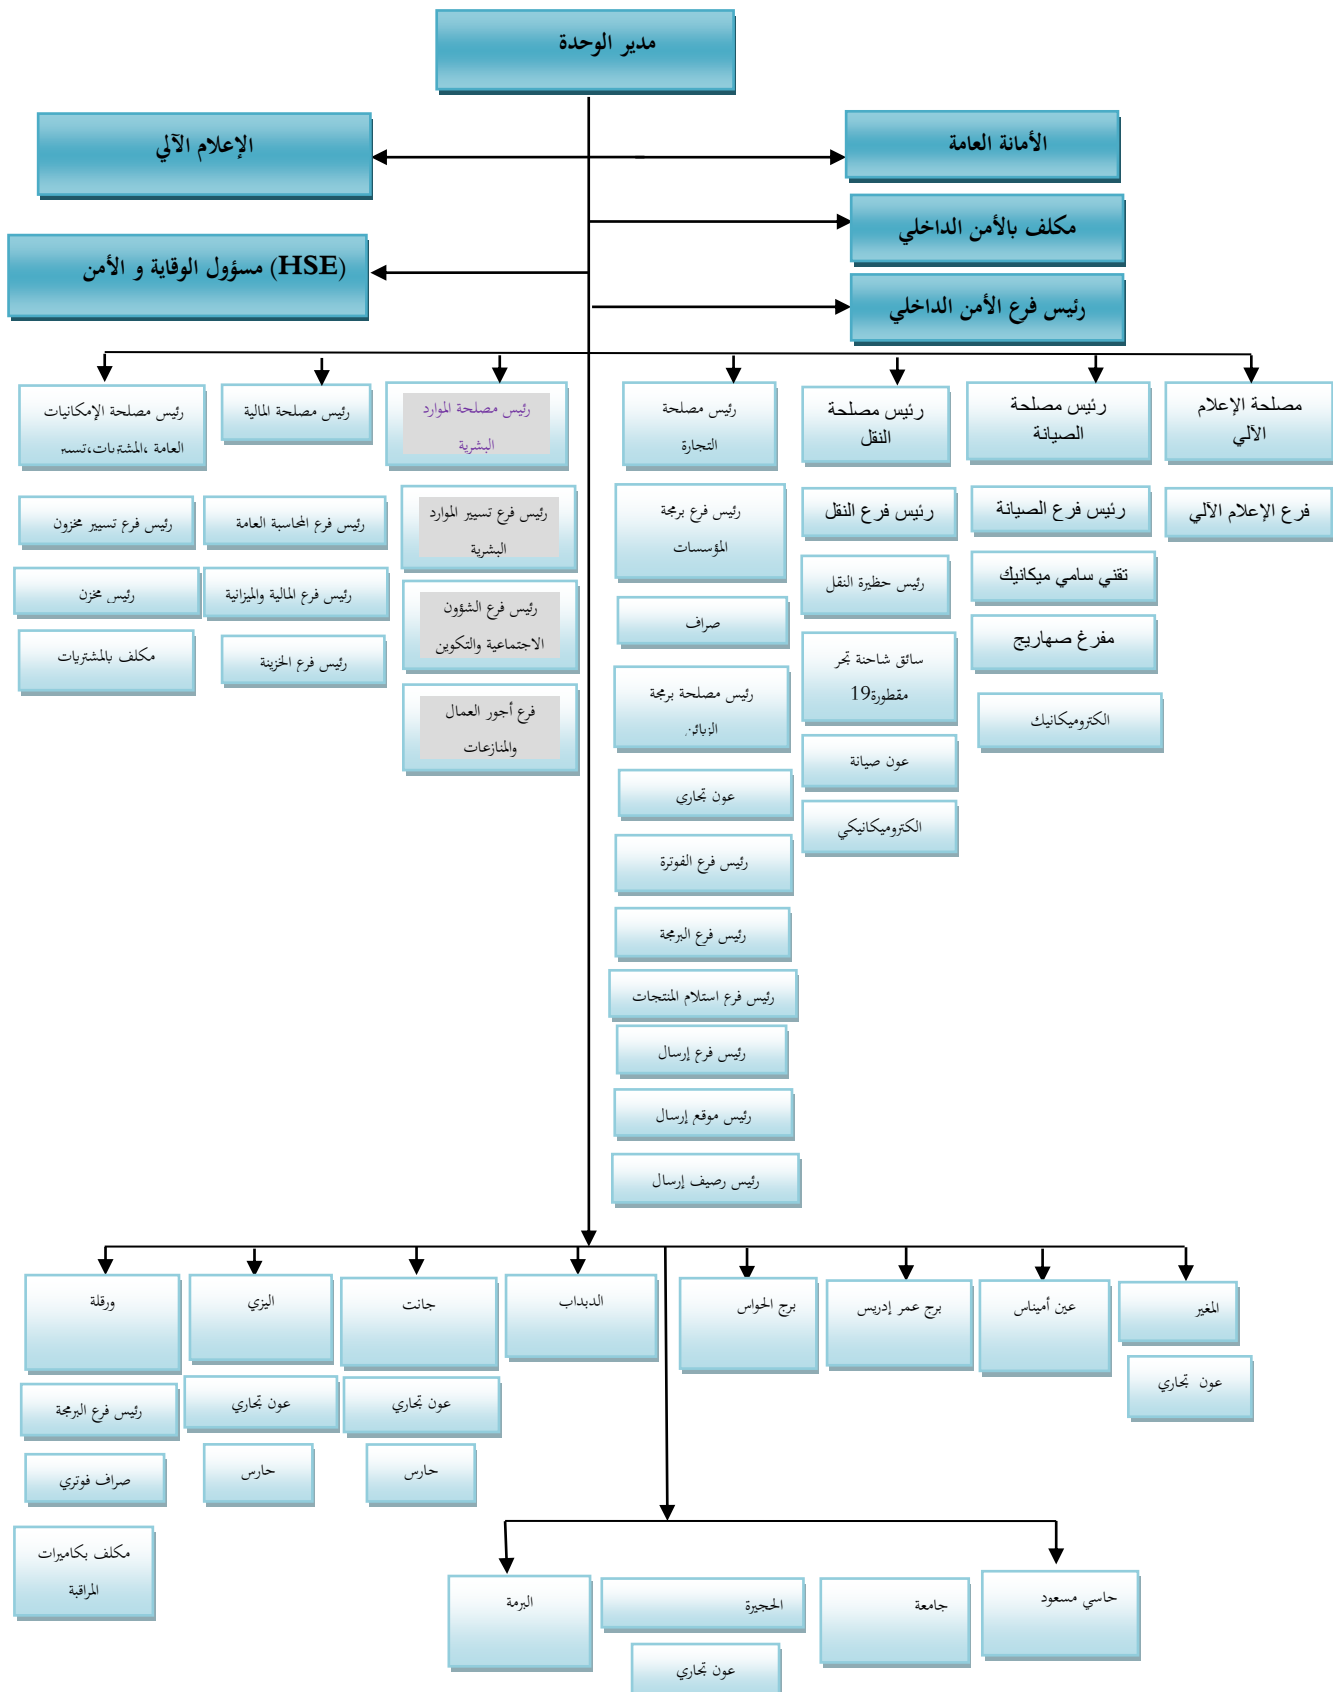 مدير الوحدة
الأمانة العامة
الإعلام الآلي
مكلف بالأمن الداخلي
(HSE) مسؤول الوقاية و الأمن
رئيس فرع الأمن الداخلي
مصلحة الإعلام
الآلي
فرع الإعلام الآلي
رئيس مصلحة
الصيانة
رئيس فرع الصيانة
تقني سامي ميكانيك
مفرغ صهاريج
الكتروميكانيك
رئيس مصلحة
النقل
رئيس فرع النقل
رئيس حظيرة النقل
سائق شاحنة تجر
مقطورة19
عون صيانة
الكتروميكانيكي
رئيس مصلحة
التجارة
رئيس فرع برمجة
المؤسسات
صراف
رئيس مصلحة برمجة
الزبائن
عون تجاري
رئيس فرع الفوترة
رئيس فرع البرمجة
رئيس فرع استلام المنتجات
رئيس فرع إرسال
رئيس موقع إرسال
رئيس رصيف إرسال
رئيس مصلحة الموارد
البشرية
رئيس فرع تسيير الموارد
البشرية
رئيس فرع الشؤون
الاجتماعية والتكوين
فرع أجور العمال
والمنازعات
رئيس مصلحة المالية
رئيس فرع المحاسبة العامة
رئيس فرع المالية والميزانية
رئيس فرع الخزينة
رئيس مصلحة الإمكانيات
العامة ،المشتريات،تسيير
رئيس فرع تسيير مخزون
رئيس مخزن
مكلف بالمشتريات
المغير
عون تجاري
عين أميناس
برج عمر إدريس
برج الحواس
الدبداب
جانت
عون تجاري
حارس
اليزي
عون تجاري
حارس
ورقلة
رئيس فرع البرمجة
صراف فوتري
مكلف بكاميرات
المراقبة
حاسي مسعود
جامعة
الحجيرة
عون تجاري
البرمة